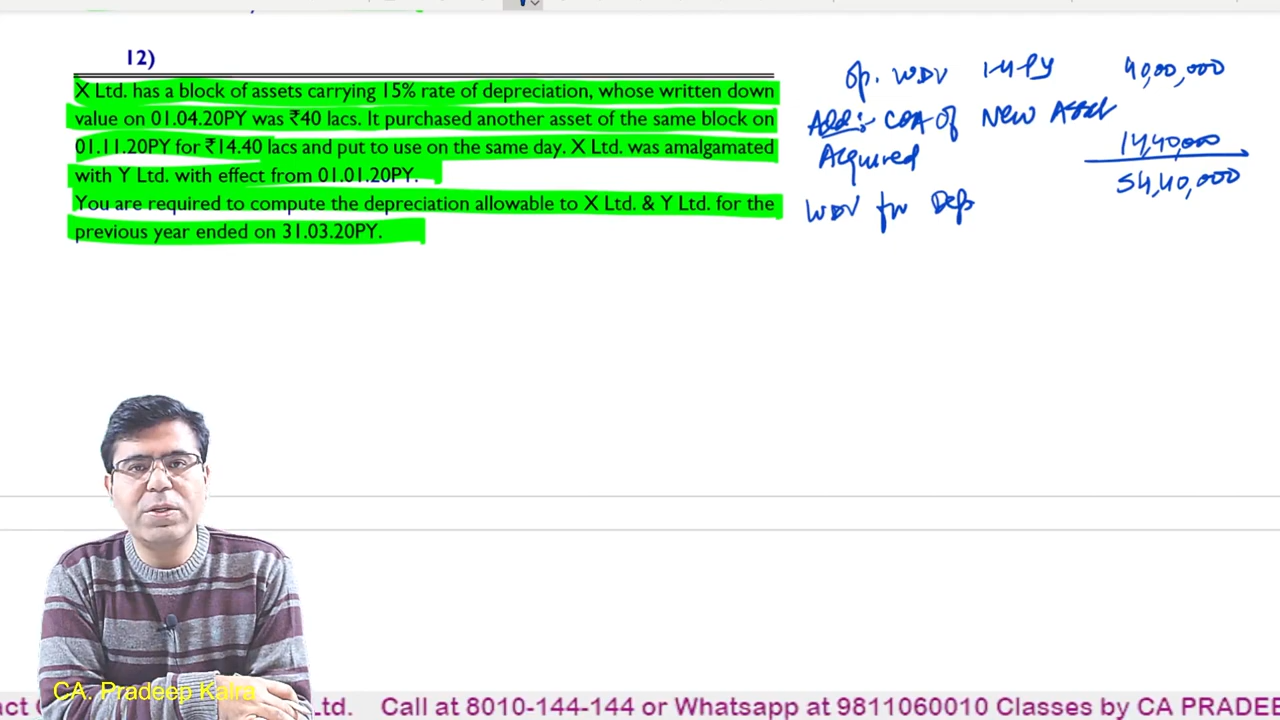 12)
X Ltd. has a block of assets carrying 15% rate of depreciation, whose written down
value on 01.04.20PY was ₹40 lacs. It purchased another asset of the same block on
01.11.20PY for ₹14.40 lacs and put to use on the same day. X Ltd. was amalgamated
with Y Ltd. with effect from 01.01.20PY.
You are required to compute the depreciation allowable to X Ltd. & Y Ltd. for the
previous year ended on 31.03.20PY.
Op. WDV 1-4-PY 40,00,000
Add:- Cost of New Asset
Acquired 14,40,000
54,40,000
WDV for Dep
CA. Pradeep Kalra
act Ltd. Call at 8010-144-144 or Whatsapp at 9811060010 Classes by CA PRADEE